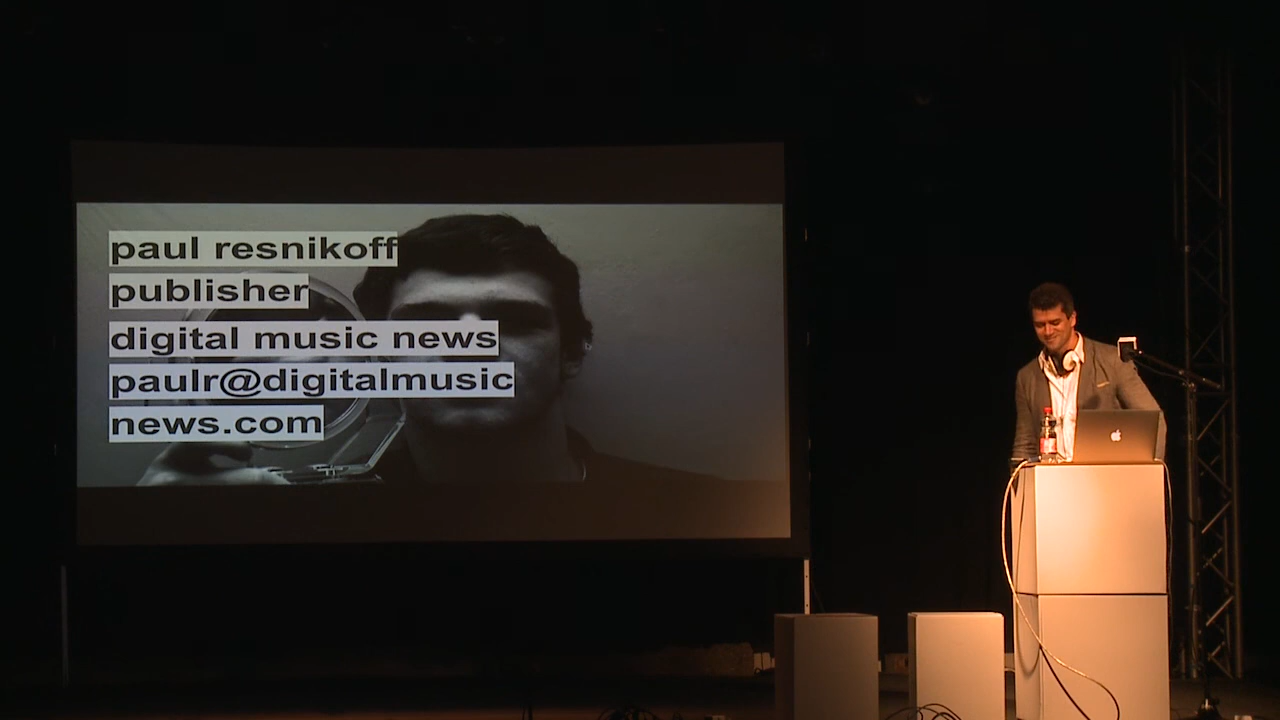 paul resnikoff
publisher
digital music news
paulr@digitalmusic
news.com